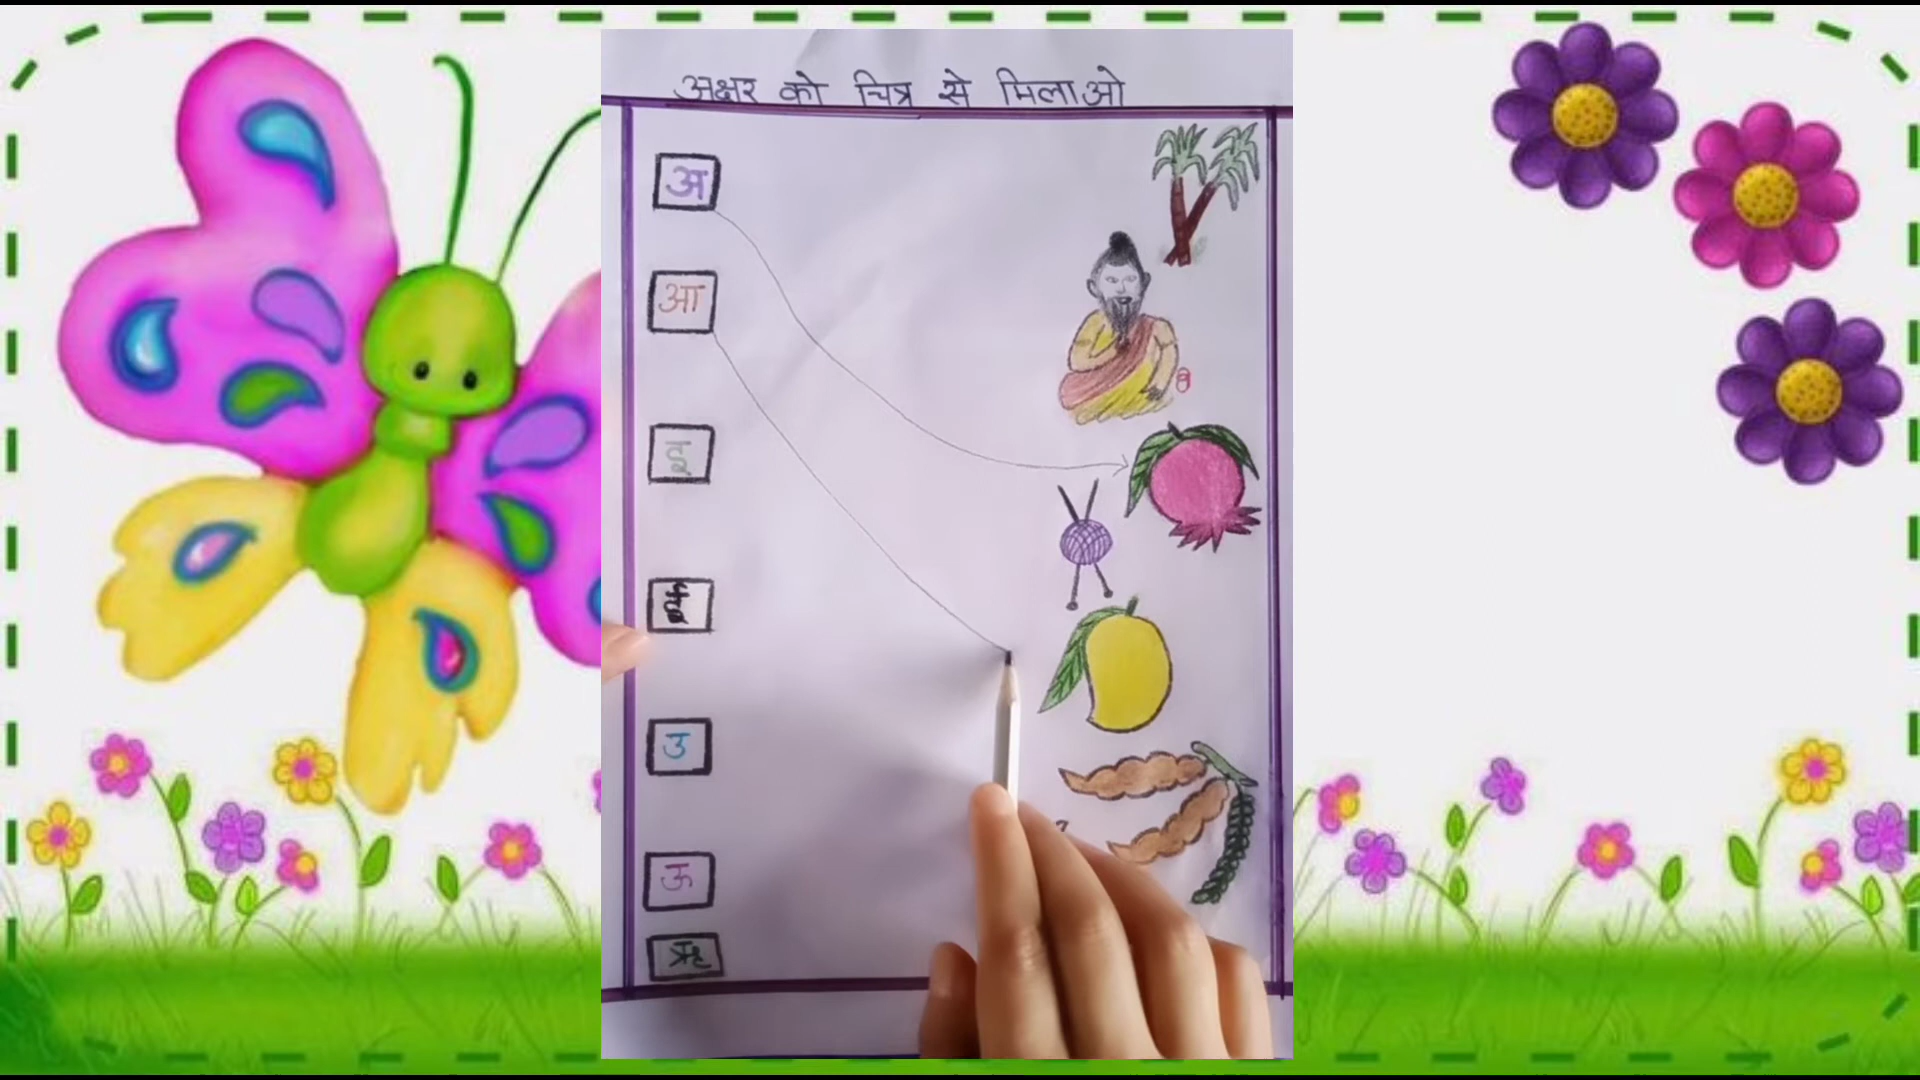 अक्षर को चित्र से मिलाओ
अ
आ
इ
ई
उ
ऊ
ऋ